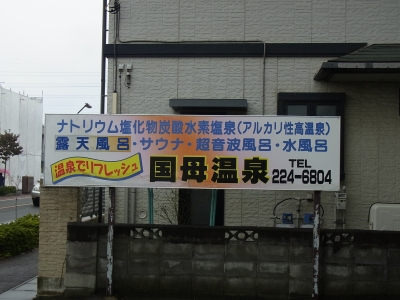 ナトリウム塩化物炭酸水素塩泉(アルカリ性高温泉)
露天風呂・サウナ・超音波風呂・水風呂
温泉でリフレッシュ
国母温泉
TEL
224-6804